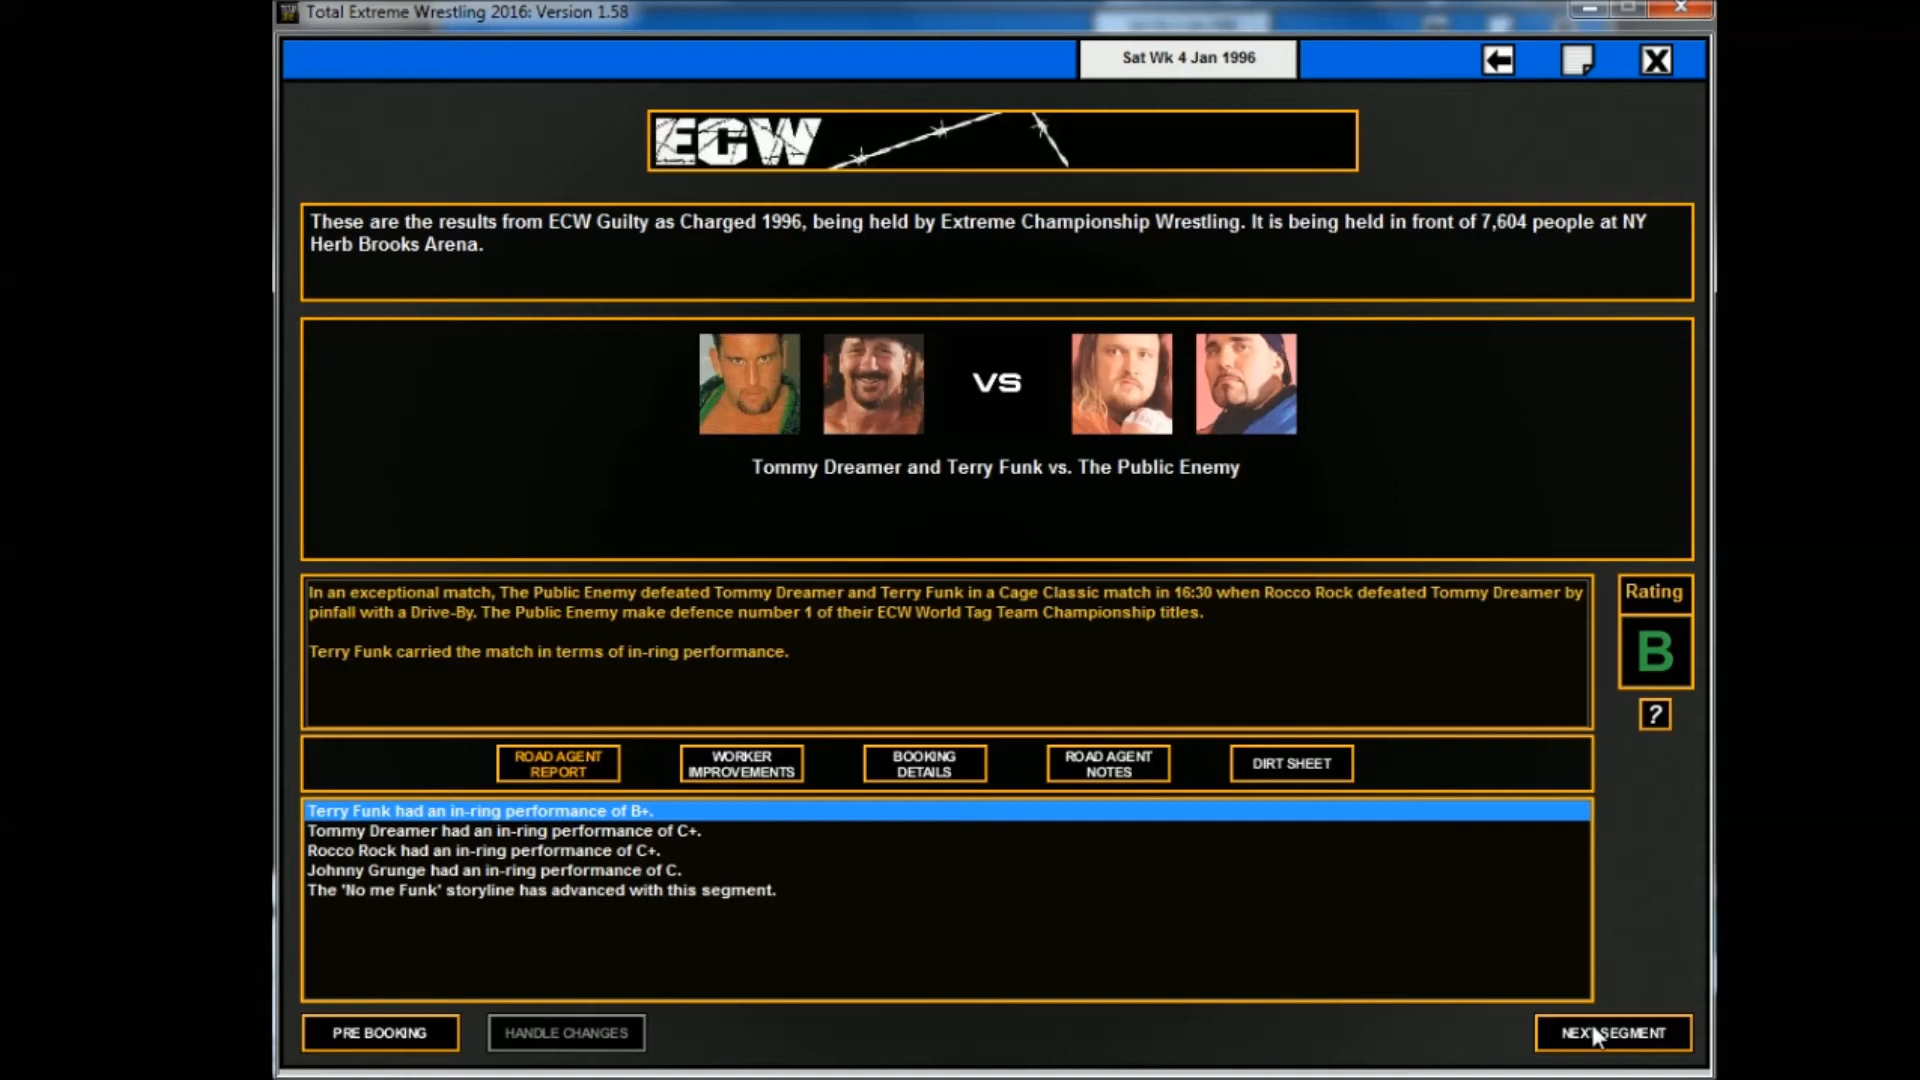 Total Extreme Wrestling 2016: Version 1.58
Sat Wk 4 Jan 1996
ECW
These are the results from ECW Guilty as Charged 1996, being held by Extreme Championship Wrestling. It is being held in front of 7,604 people at NY
Herb Brooks Arena.
VS
Tommy Dreamer and Terry Funk vs. The Public Enemy
In an exceptional match, The Public Enemy defeated Tommy Dreamer and Terry Funk in a Cage Classic match in 16:30 when Rocco Rock defeated Tommy Dreamer by
pinfall with a Drive-By. The Public Enemy make defence number 1 of their ECW World Tag Team Championship titles.
Terry Funk carried the match in terms of in-ring performance.
Rating
B
?
ROAD AGENT
REPORT
WORKER
IMPROVEMENTS
BOOKING
DETAILS
ROAD AGENT
NOTES
DIRT SHEET
Terry Funk had an in-ring performance of B+.
Tommy Dreamer had an in-ring performance of C+.
Rocco Rock had an in-ring performance of C+.
Johnny Grunge had an in-ring performance of C.
The 'No me Funk' storyline has advanced with this segment.
PRE BOOKING
HANDLE CHANGES
NEXT SEGMENT